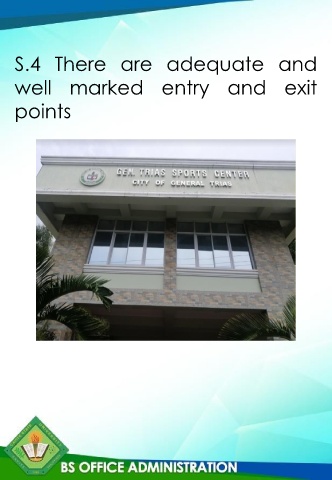 S.4 There are adequate and
well marked entry and exit
points
GEN. TRIAS SPORTS CENTER
CITY OF GENERAL TRIAS
BS OFFICE ADMINISTRATION